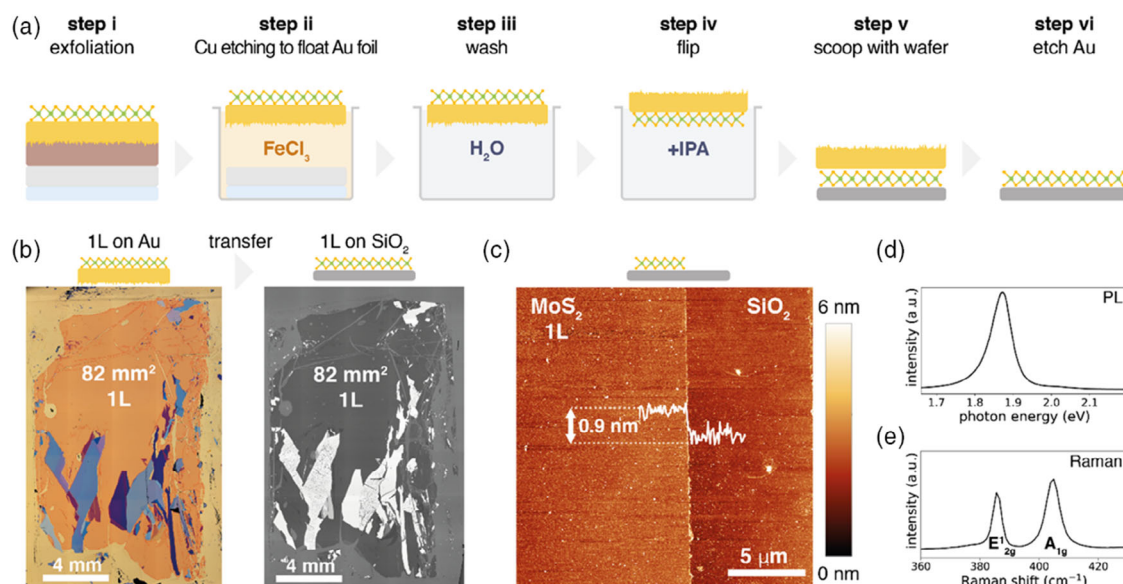 (a)
step i
exfoliation
step ii
Cu etching to float Au foil
step iii
wash
step iv
flip
step v
scoop with wafer
step vi
etch Au
FeCl₃
H₂O
+IPA
(b)
1L on Au
transfer
1L on SiO₂
82 mm²
1L
4 mm
82 mm²
1L
4 mm
(c)
MoS₂
1L
SiO₂
0.9 nm
5 μm
6 nm
0 nm
(d)
PL
intensity (a.u.)
1.7 1.8 1.9 2.0 2.1
photon energy (eV)
(e)
Raman
intensity (a.u.)
E¹₂g A₁g
360 380 400 420
Raman shift (cm⁻¹)